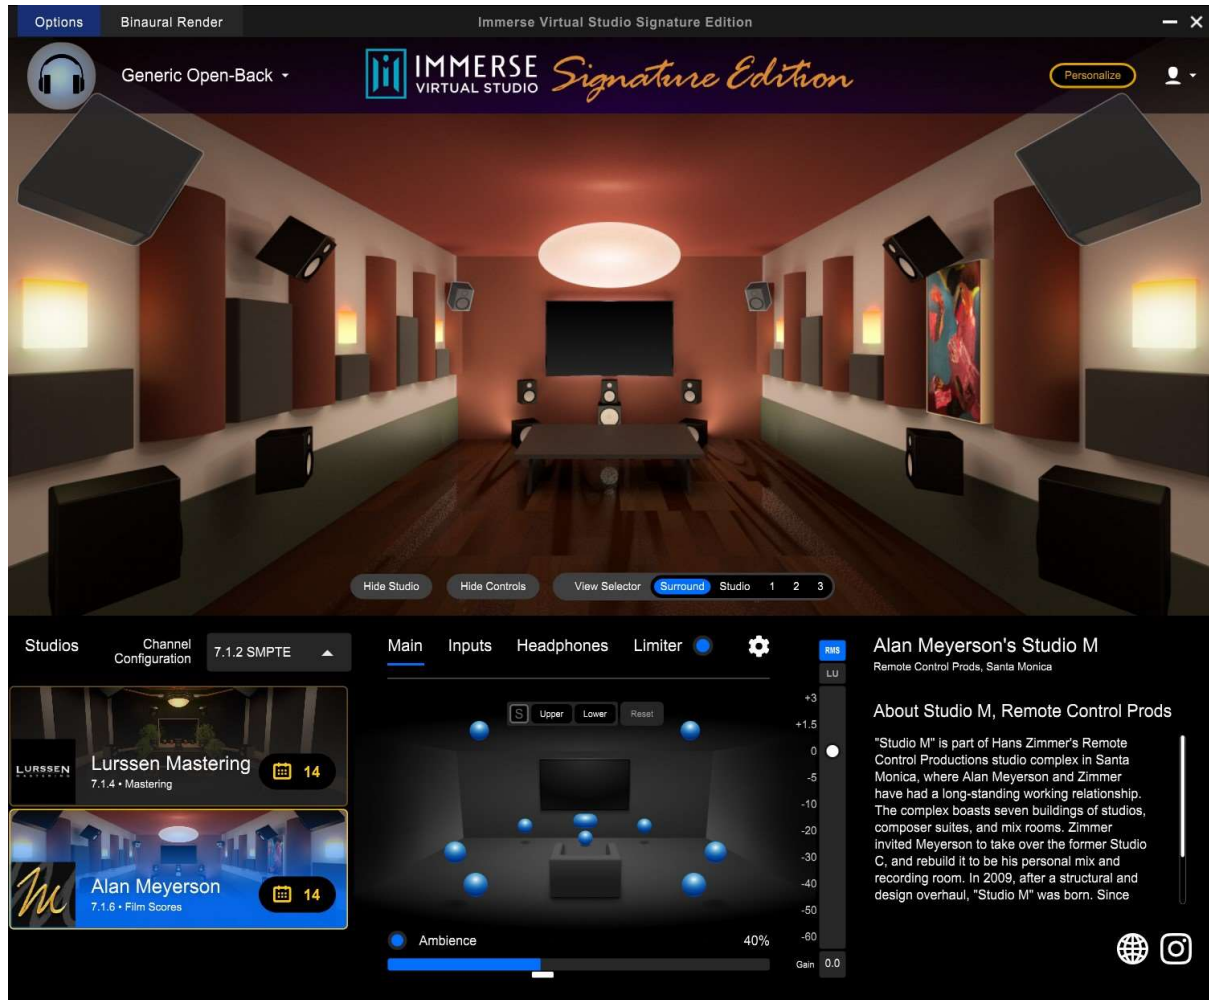 Options
Binaural Render
Immerse Virtual Studio Signature Edition
Generic Open-Back
IMMERSE
VIRTUAL STUDIO
Signature Edition
Personalize
Hide Studio
Hide Controls
View Selector
Surround
Studio
1
2
3
Studios
Channel
Configuration
7.1.2 SMPTE
LURSSEN
MASTERING
Lurssen Mastering
7.1.4 • Mastering
14
m
Alan Meyerson
7.1.6 • Film Scores
14
Main
Inputs
Headphones
Limiter
S
Upper
Lower
Reset
Ambience
40%
RMS
LU
+3
+1.5
0
-5
-10
-20
-30
-40
-50
-60
Gain
0.0
Alan Meyerson's Studio M
Remote Control Prods, Santa Monica
About Studio M, Remote Control Prods
"Studio M" is part of Hans Zimmer's Remote
Control Productions studio complex in Santa
Monica, where Alan Meyerson and Zimmer
have had a long-standing working relationship.
The complex boasts seven buildings of studios,
composer suites, and mix rooms. Zimmer
invited Meyerson to take over the former Studio
C, and rebuild it to be his personal mix and
recording room. In 2009, after a structural and
design overhaul, "Studio M" was born. Since